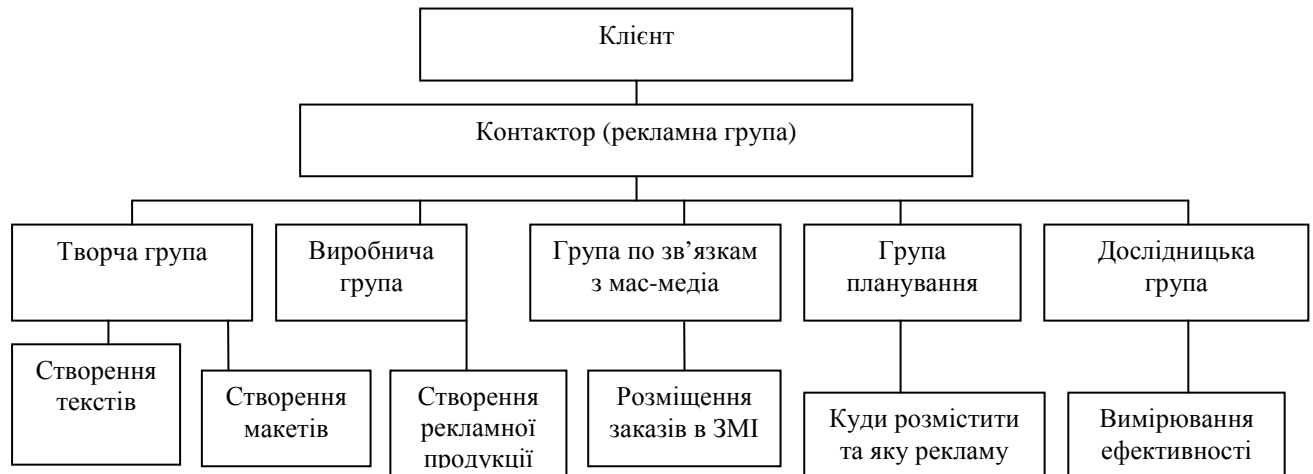 Клієнт
Контактор (рекламна група)
Творча група
Виробнича
група
Група по зв’язкам
з мас-медіа
Група
планування
Дослідницька
група
Створення
текстів
Створення
макетів
Створення
рекламної
продукції
Розміщення
заказів в ЗМІ
Куди розмістити
та яку рекламу
Вимірювання
ефективності